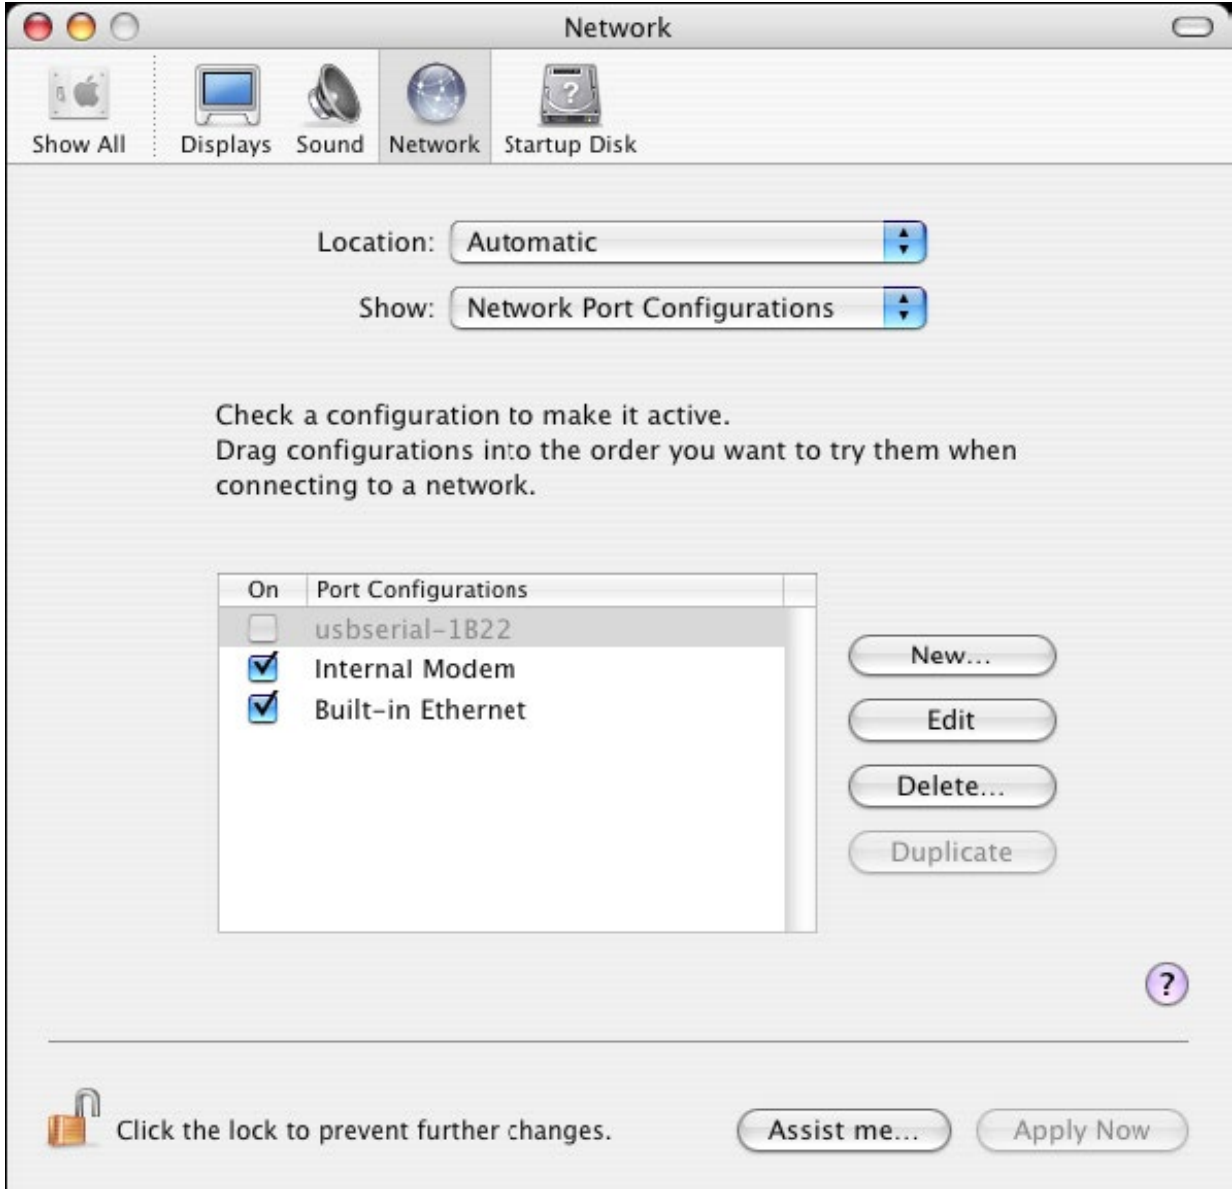 Network
Show All
Displays
Sound
Network
Startup Disk
Location: Automatic
Show: Network Port Configurations
Check a configuration to make it active.
Drag configurations into the order you want to try them when
connecting to a network.
On Port Configurations
usbserial-1B22
Internal Modem
Built-in Ethernet
New...
Edit
Delete...
Duplicate
?
Click the lock to prevent further changes.
Assist me...
Apply Now